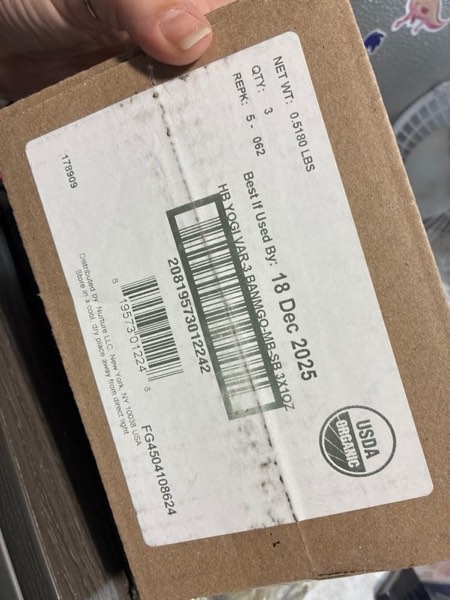 NET WT: 0.5180 LBS
QTY: 3
REPK: 5 - 062
178909
Best If Used By: 18 Dec 2025
HB YOGI VAR-3 BANMGO-MB-SB 3X1OZ
20819573012242
8 19573 01224 8
Distributed by Nurture LLC, New York, NY 10038 USA
Store in a cool, dry place away from direct light
FG4504108624
USDA
ORGANIC